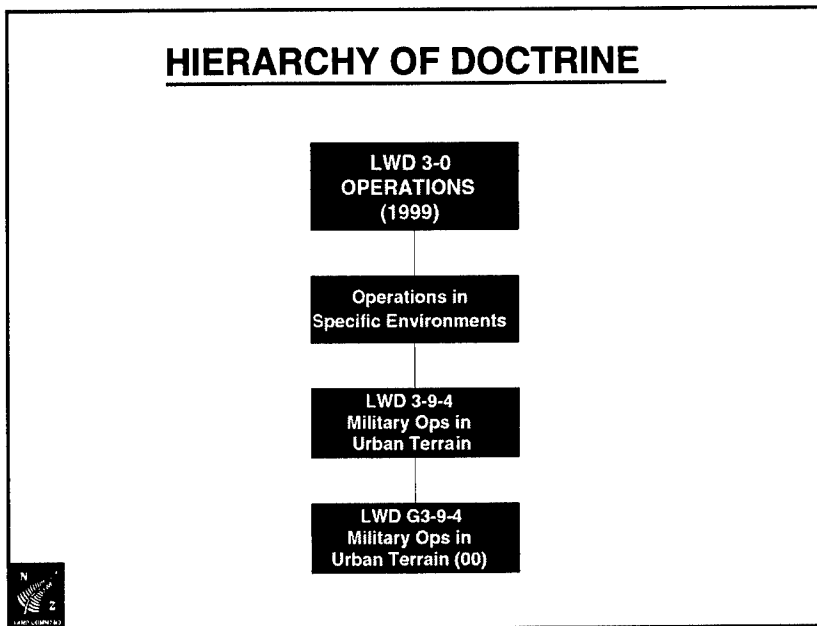 HIERARCHY OF DOCTRINE
LWD 3-0
OPERATIONS
(1999)
Operations in
Specific Environments
LWD 3-9-4
Military Ops in
Urban Terrain
LWD G3-9-4
Military Ops in
Urban Terrain (00)
N
Z